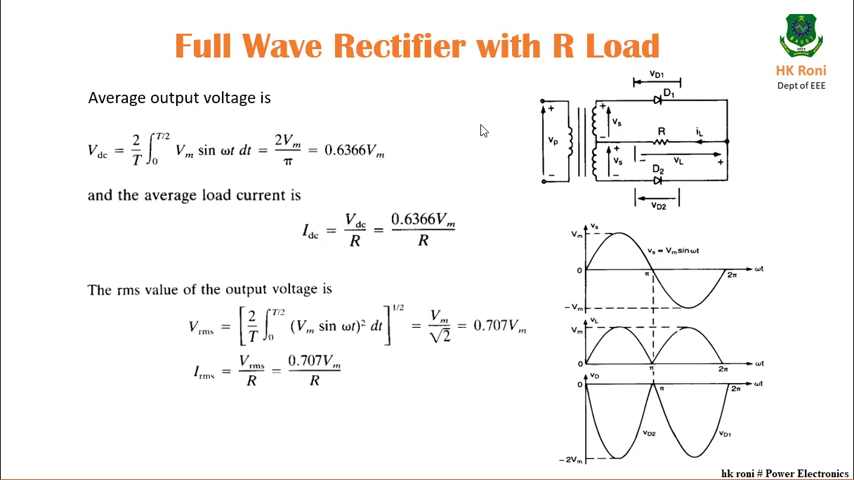 Full Wave Rectifier with R Load
HK Roni
Dept of EEE
Average output voltage is
V_dc = 2/T ∫_0^{T/2} V_m sin ωt dt = 2V_m/π = 0.6366V_m
and the average load current is
I_dc = V_dc/R = 0.6366V_m/R
The rms value of the output voltage is
V_rms = [2/T ∫_0^{T/2} (V_m sin ωt)² dt]^{1/2} = V_m/√2 = 0.707V_m
I_rms = V_rms/R = 0.707V_m/R
v_D1
D₁
+ + 
v_s
v_p
R i_L
− −
+ v_s − v_L +
D₂
v_D2
v_s
V_m
v_s = V_m sin ωt
0 π 2π ωt
−V_m
v_L
V_m
0 π 2π ωt
v_D
0 π 2π ωt
v_D2 v_D1
−2V_m
hk roni # Power Electronics